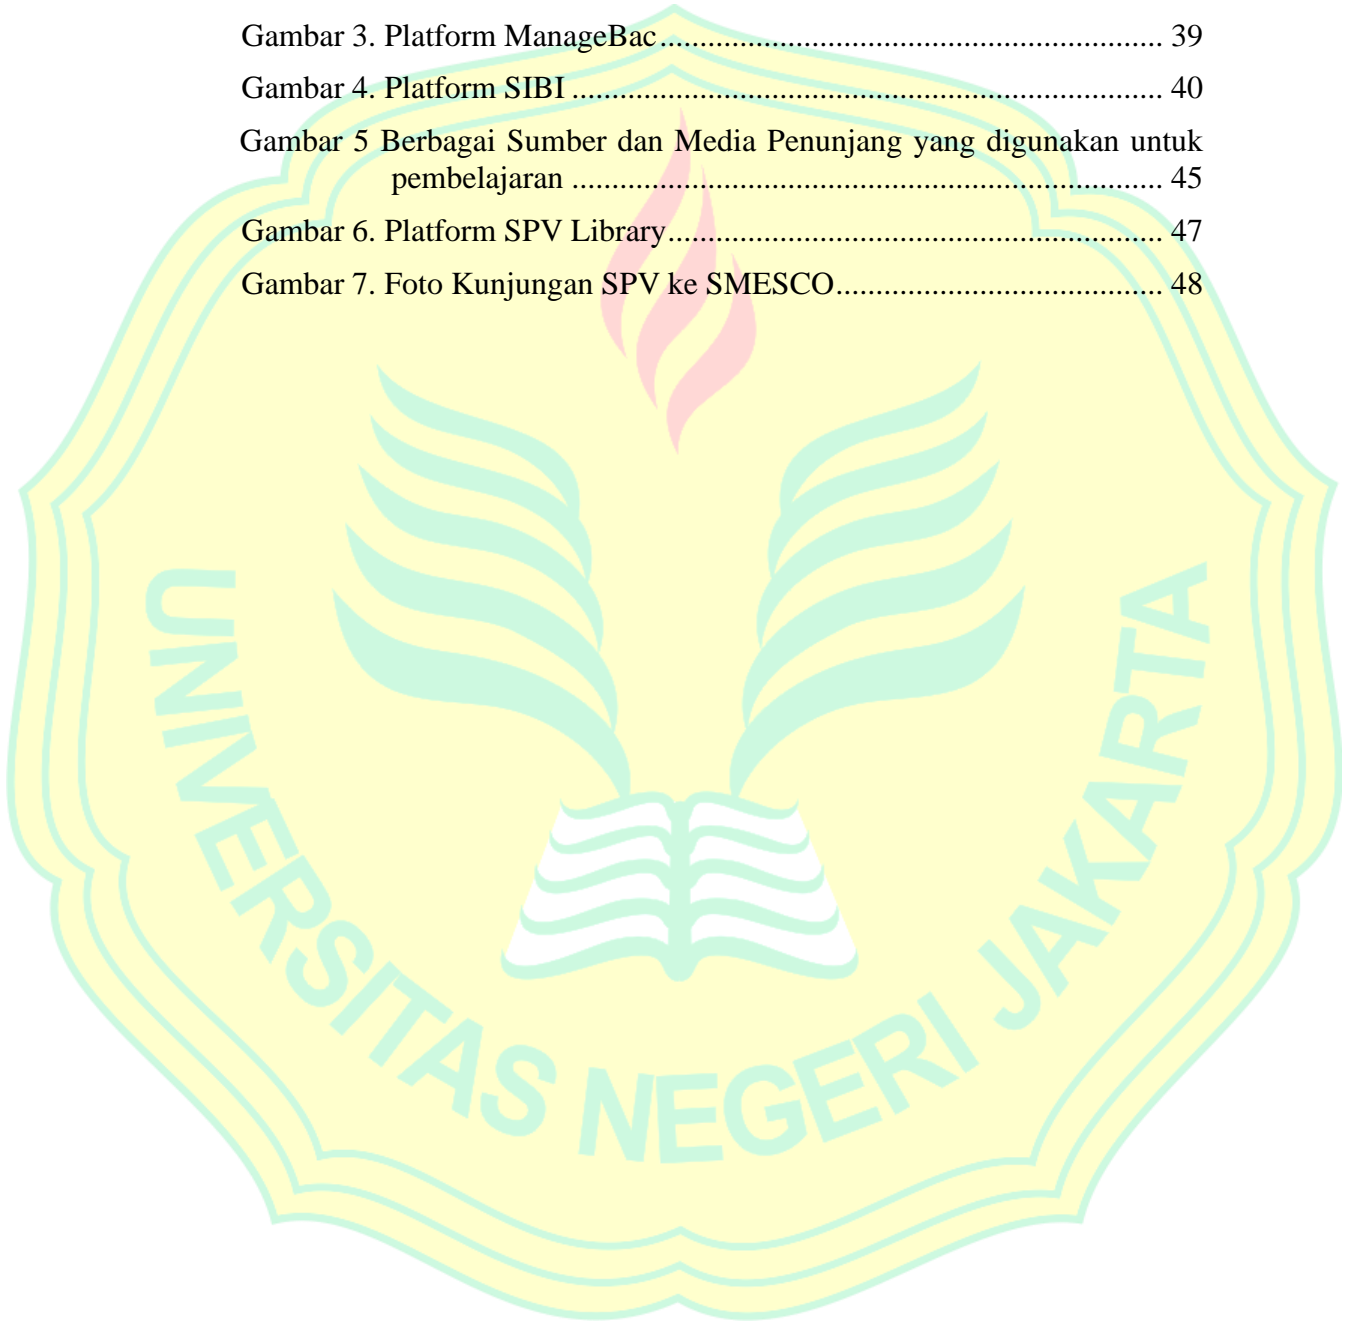 Gambar 3. Platform ManageBac................................................................ 39
Gambar 4. Platform SIBI ........................................................................... 40
Gambar 5 Berbagai Sumber dan Media Penunjang yang digunakan untuk
pembelajaran ........................................................................... 45
Gambar 6. Platform SPV Library............................................................... 47
Gambar 7. Foto Kunjungan SPV ke SMESCO......................................... 48
UNIVERSITAS NEGERI JAKARTA